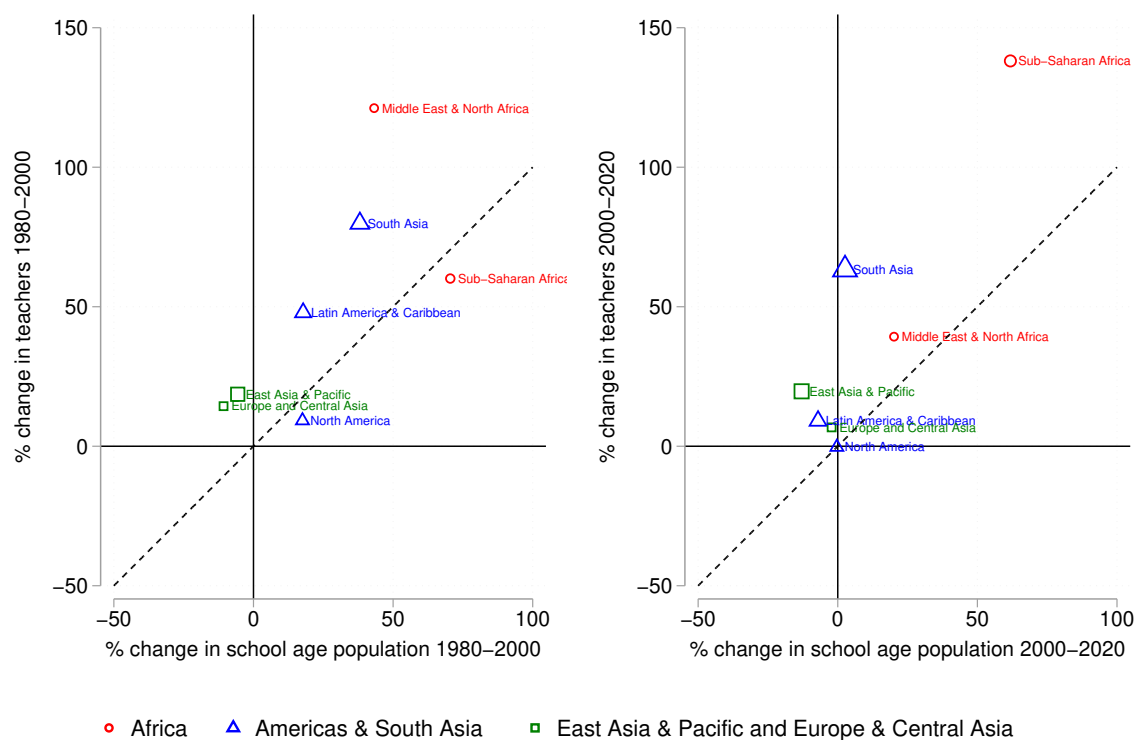 150
100
50
0
−50
% change in teachers 1980−2000
Middle East & North Africa
South Asia
Sub−Saharan Africa
Latin America & Caribbean
East Asia & Pacific
Europe and Central Asia
North America
−50 0 50 100
% change in school age population 1980−2000
150
100
50
0
−50
% change in teachers 2000−2020
Sub−Saharan Africa
South Asia
Middle East & North Africa
East Asia & Pacific
Latin America & Caribbean
Europe and Central Asia
North America
−50 0 50 100
% change in school age population 2000−2020
Africa Americas & South Asia East Asia & Pacific and Europe & Central Asia